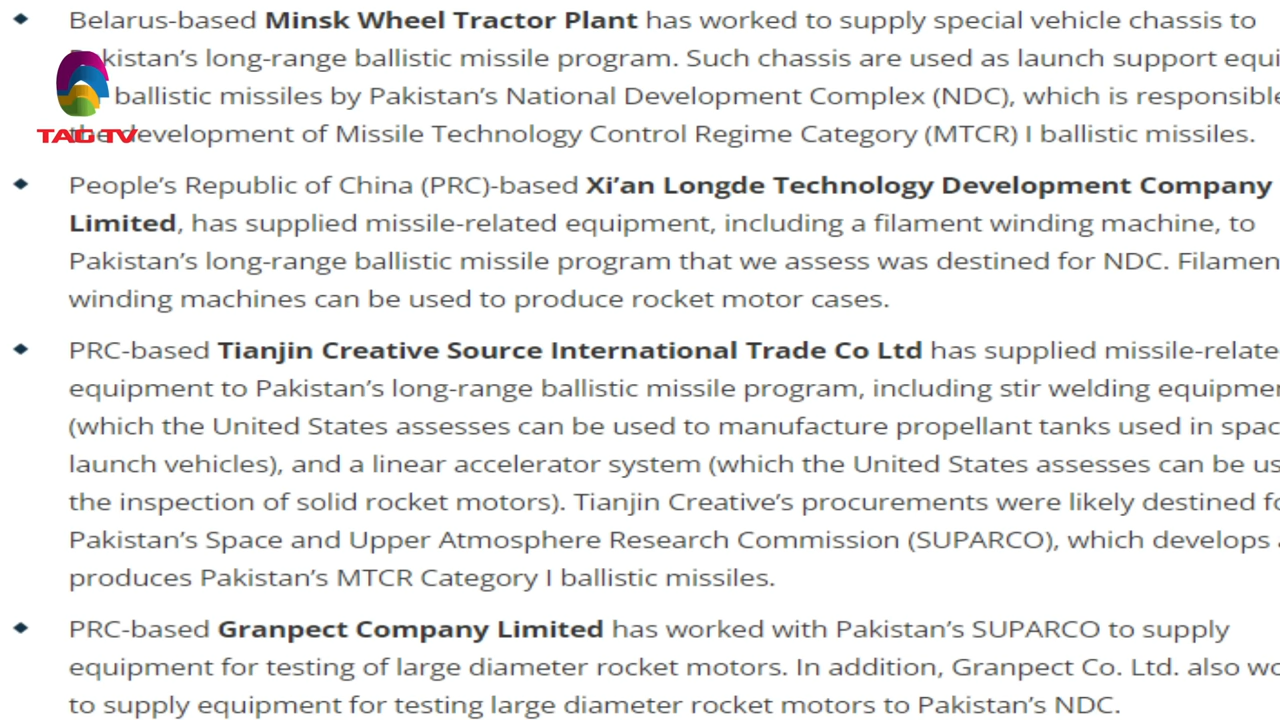 Belarus-based Minsk Wheel Tractor Plant has worked to supply special vehicle chassis to
Pakistan’s long-range ballistic missile program. Such chassis are used as launch support equi
ballistic missiles by Pakistan’s National Development Complex (NDC), which is responsible
the development of Missile Technology Control Regime Category (MTCR) I ballistic missiles.
TAG TV
People’s Republic of China (PRC)-based Xi’an Longde Technology Development Company
Limited, has supplied missile-related equipment, including a filament winding machine, to
Pakistan’s long-range ballistic missile program that we assess was destined for NDC. Filamen
winding machines can be used to produce rocket motor cases.
PRC-based Tianjin Creative Source International Trade Co Ltd has supplied missile-relate
equipment to Pakistan’s long-range ballistic missile program, including stir welding equipmen
(which the United States assesses can be used to manufacture propellant tanks used in spac
launch vehicles), and a linear accelerator system (which the United States assesses can be us
the inspection of solid rocket motors). Tianjin Creative’s procurements were likely destined fo
Pakistan’s Space and Upper Atmosphere Research Commission (SUPARCO), which develops a
produces Pakistan’s MTCR Category I ballistic missiles.
PRC-based Granpect Company Limited has worked with Pakistan’s SUPARCO to supply
equipment for testing of large diameter rocket motors. In addition, Granpect Co. Ltd. also wo
to supply equipment for testing large diameter rocket motors to Pakistan’s NDC.